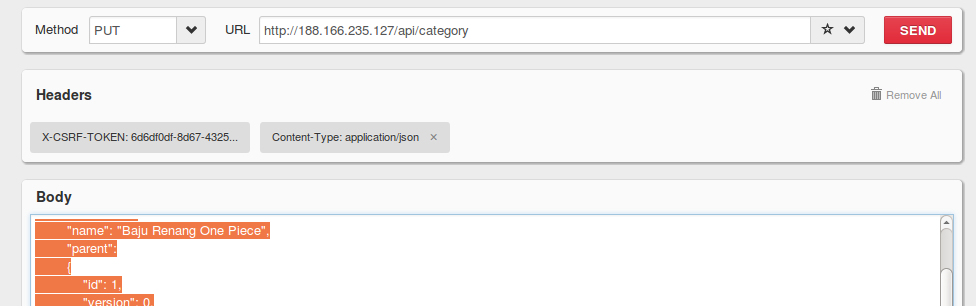 Method PUT URL http://188.166.235.127/api/category SEND
Headers Remove All
X-CSRF-TOKEN: 6d6df0df-8d67-4325... Content-Type: application/json ×
Body
"name": "Baju Renang One Piece",
"parent":
{
"id": 1,
"version": 0,